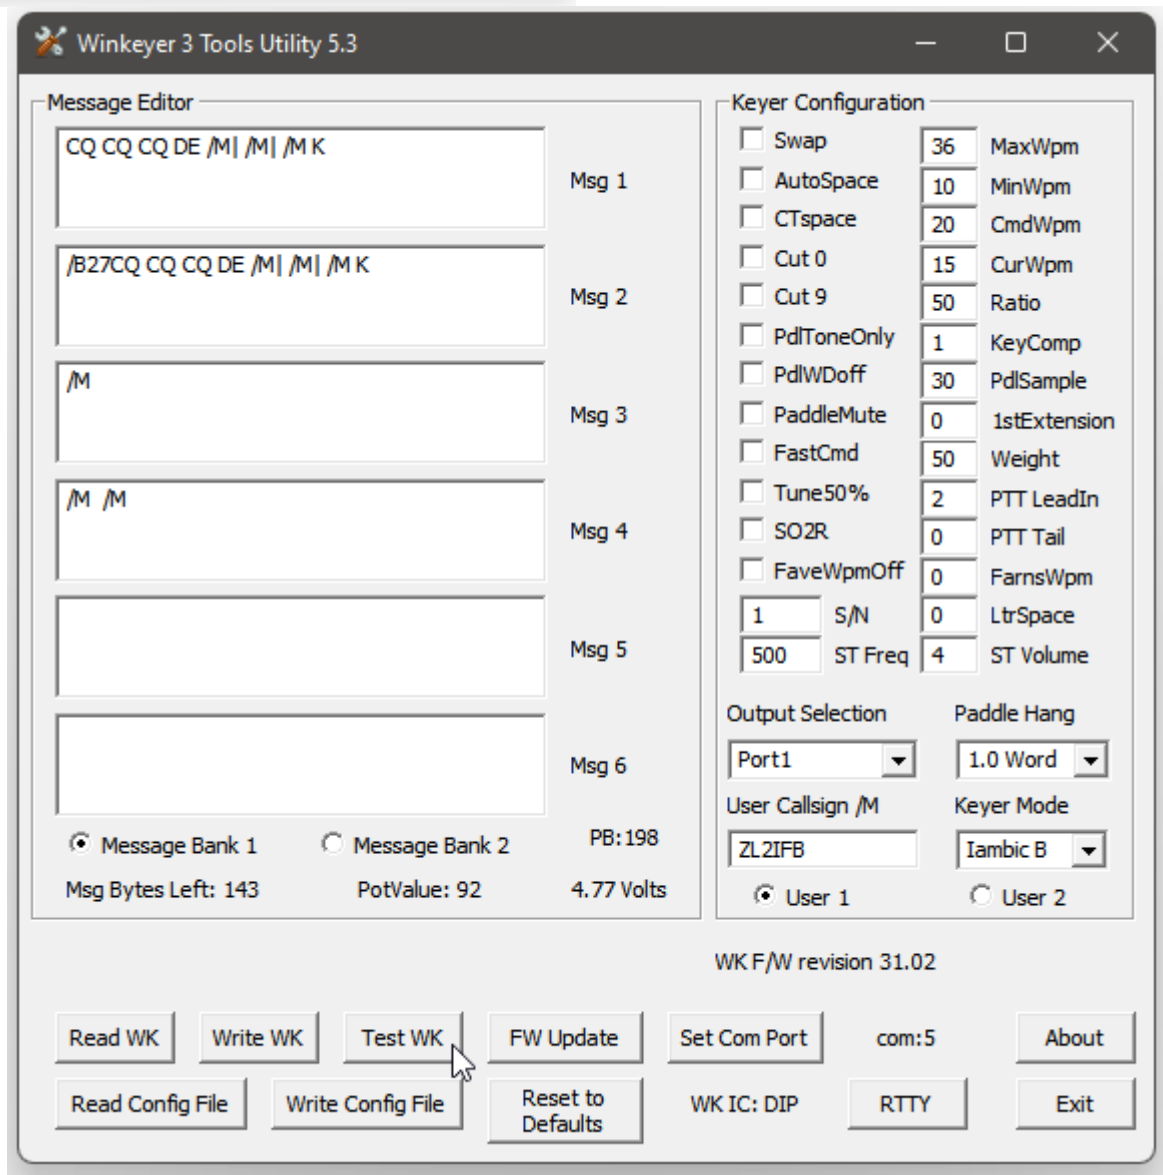 Winkeyer 3 Tools Utility 5.3
Message Editor
CQ CQ CQ DE /M| /M| /M K
Msg 1
/B27CQ CQ CQ DE /M| /M| /M K
Msg 2
/M
Msg 3
/M  /M
Msg 4
Msg 5
Msg 6
Message Bank 1
Message Bank 2
PB:198
Msg Bytes Left: 143
PotValue: 92
4.77 Volts
Keyer Configuration
Swap
36 MaxWpm
AutoSpace
10 MinWpm
CTspace
20 CmdWpm
Cut 0
15 CurWpm
Cut 9
50 Ratio
PdlToneOnly
1 KeyComp
PdlWDoff
30 PdlSample
PaddleMute
0 1stExtension
FastCmd
50 Weight
Tune50%
2 PTT LeadIn
SO2R
0 PTT Tail
FaveWpmOff
0 FarnsWpm
1 S/N
0 LtrSpace
500 ST Freq
4 ST Volume
Output Selection
Paddle Hang
Port1
1.0 Word
User Callsign /M
Keyer Mode
ZL2IFB
Iambic B
User 1
User 2
WK F/W revision 31.02
Read WK
Write WK
Test WK
FW Update
Set Com Port
com:5
About
Read Config File
Write Config File
Reset to
Defaults
WK IC: DIP
RTTY
Exit